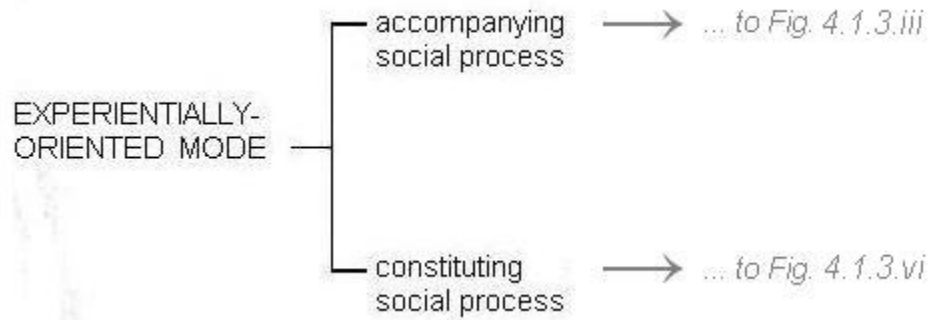 accompanying
social process
... to Fig. 4.1.3.iii
EXPERIENTIALLY-
ORIENTED MODE
constituting
social process
... to Fig. 4.1.3.vi